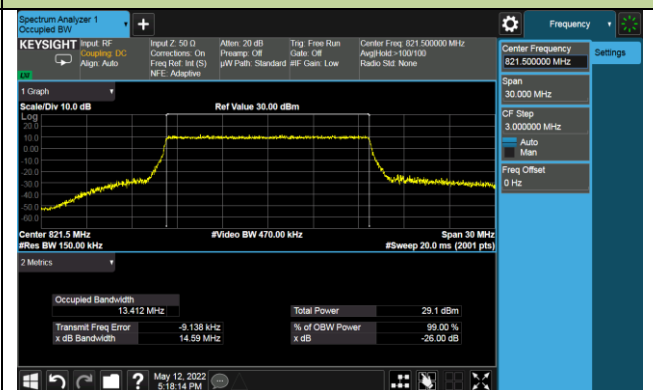 Spectrum Analyzer 1
Occupied BW
+
Frequency
KEYSIGHT
Input: RF
Coupling: DC
Align: Auto
Input Z: 50 Ω
Corrections: On
Freq Ref: Int (S)
NFE: Adaptive
Atten: 20 dB
Preamp: Off
µW Path: Standard
Trig: Free Run
Gate: Off
#IF Gain: Low
Center Freq: 821.500000 MHz
Avg|Hold:>100/100
Radio Std: None
Center Frequency
821.500000 MHz
Settings
Span
30.000 MHz
CF Step
3.000000 MHz
Auto
Man
Freq Offset
0 Hz
1 Graph
Scale/Div 10.0 dB
Ref Value 30.00 dBm
Log
20.0
10.0
0.00
-10.0
-20.0
-30.0
-40.0
-50.0
-60.0
Center 821.5 MHz
#Video BW 470.00 kHz
Span 30 MHz
#Res BW 150.00 kHz
#Sweep 20.0 ms (2001 pts)
2 Metrics
Occupied Bandwidth
13.412 MHz
Total Power
29.1 dBm
Transmit Freq Error
-9.138 kHz
% of OBW Power
99.00 %
x dB Bandwidth
14.59 MHz
x dB
-26.00 dB
?
May 12, 2022
5:18:14 PM